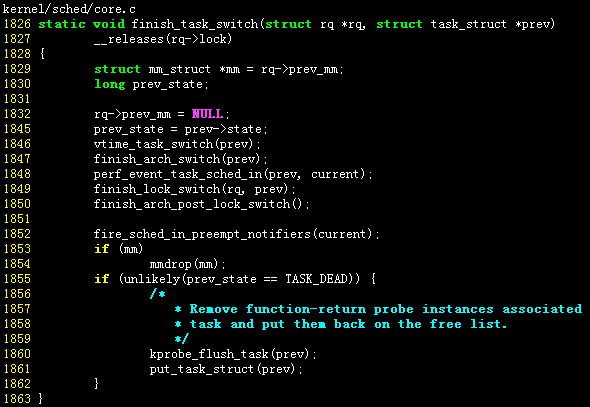 kernel/sched/core.c
1826 static void finish_task_switch(struct rq *rq, struct task_struct *prev)
1827         __releases(rq->lock)
1828 {
1829         struct mm_struct *mm = rq->prev_mm;
1830         long prev_state;
1831
1832         rq->prev_mm = NULL;
1845         prev_state = prev->state;
1846         vtime_task_switch(prev);
1847         finish_arch_switch(prev);
1848         perf_event_task_sched_in(prev, current);
1849         finish_lock_switch(rq, prev);
1850         finish_arch_post_lock_switch();
1851
1852         fire_sched_in_preempt_notifiers(current);
1853         if (mm)
1854                 mmdrop(mm);
1855         if (unlikely(prev_state == TASK_DEAD)) {
1856                 /*
1857                  * Remove function-return probe instances associated
1858                  * task and put them back on the free list.
1859                  */
1860                 kprobe_flush_task(prev);
1861                 put_task_struct(prev);
1862         }
1863 }